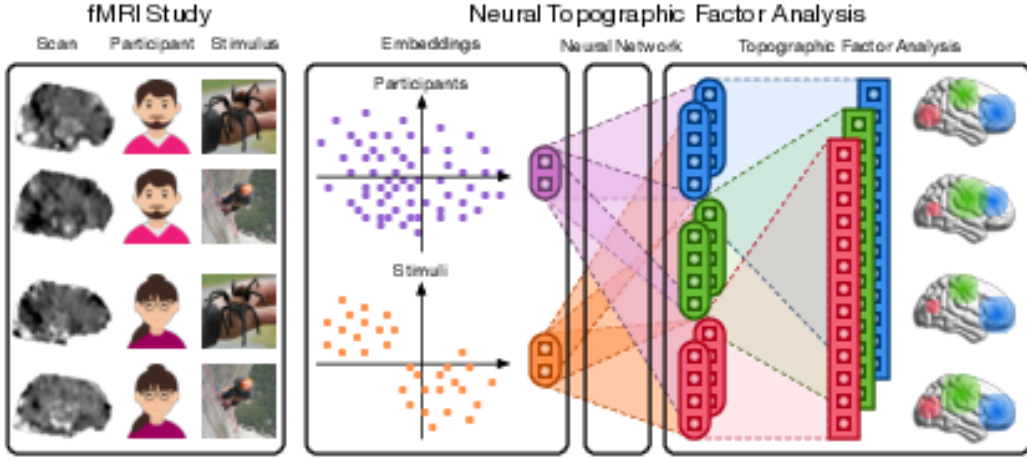 fMRI Study
Neural Topographic Factor Analysis
Scan Participant Stimulus
Embeddings
Neural Network
Topographic Factor Analysis
Participants
Stimuli